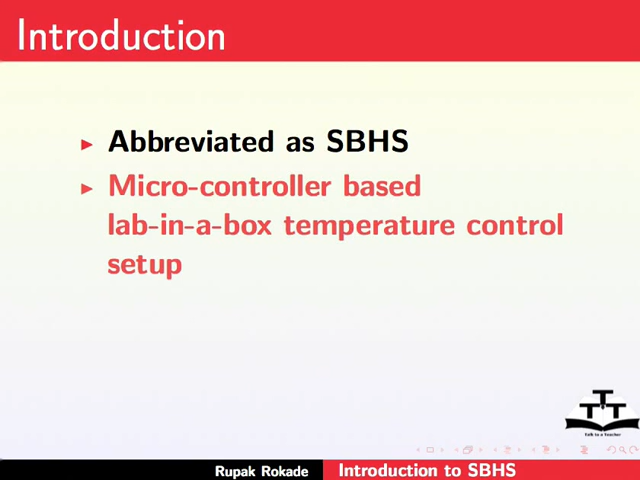 Introduction
Abbreviated as SBHS
Micro-controller based
lab-in-a-box temperature control
setup
TTT
Talk to a Teacher
Rupak Rokade
Introduction to SBHS